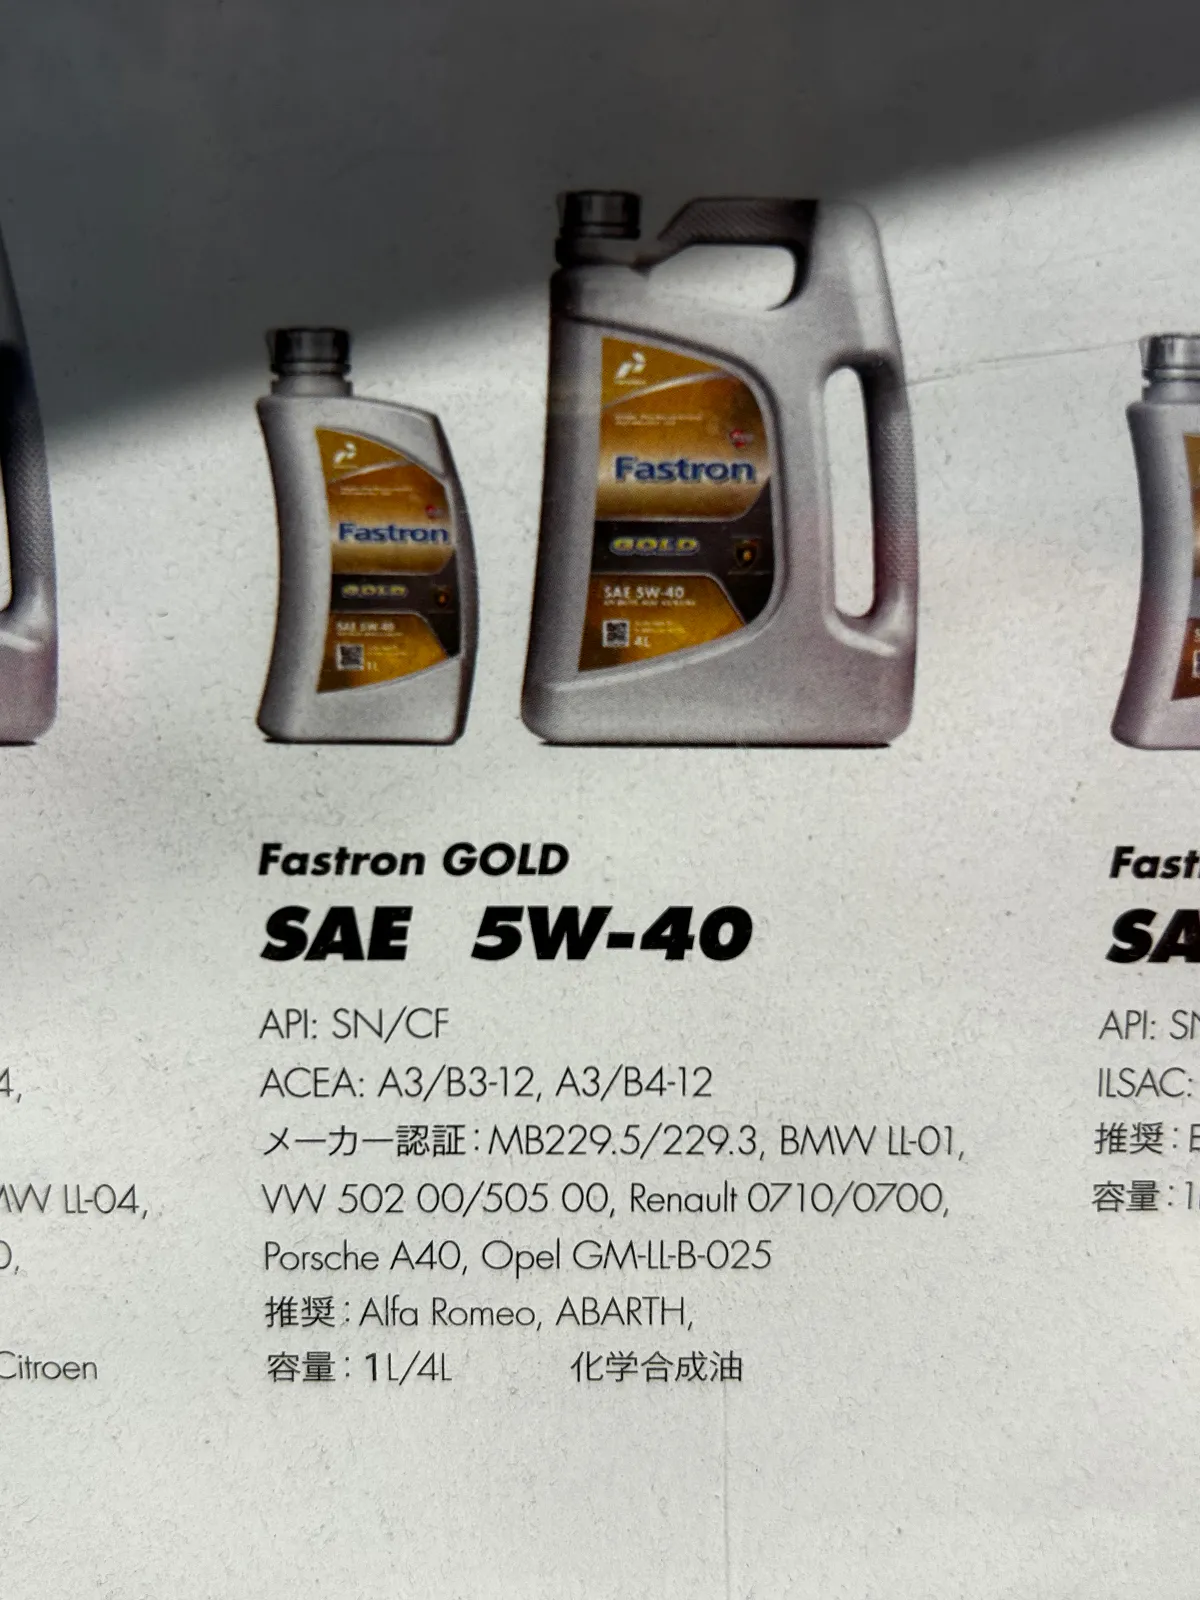 Fastron
GOLD
SAE 5W-40
1L
Fastron
GOLD
SAE 5W-40
4L
Fastron GOLD
SAE 5W-40
API: SN/CF
ACEA: A3/B3-12, A3/B4-12
メーカー認証：MB229.5/229.3, BMW LL-01,
VW 502 00/505 00, Renault 0710/0700,
Porsche A40, Opel GM-LL-B-025
推奨：Alfa Romeo, ABARTH,
容量：1L/4L 化学合成油
4,
LL-04,
Citroen
SA
API:
ILSAC:
推奨：
容量：